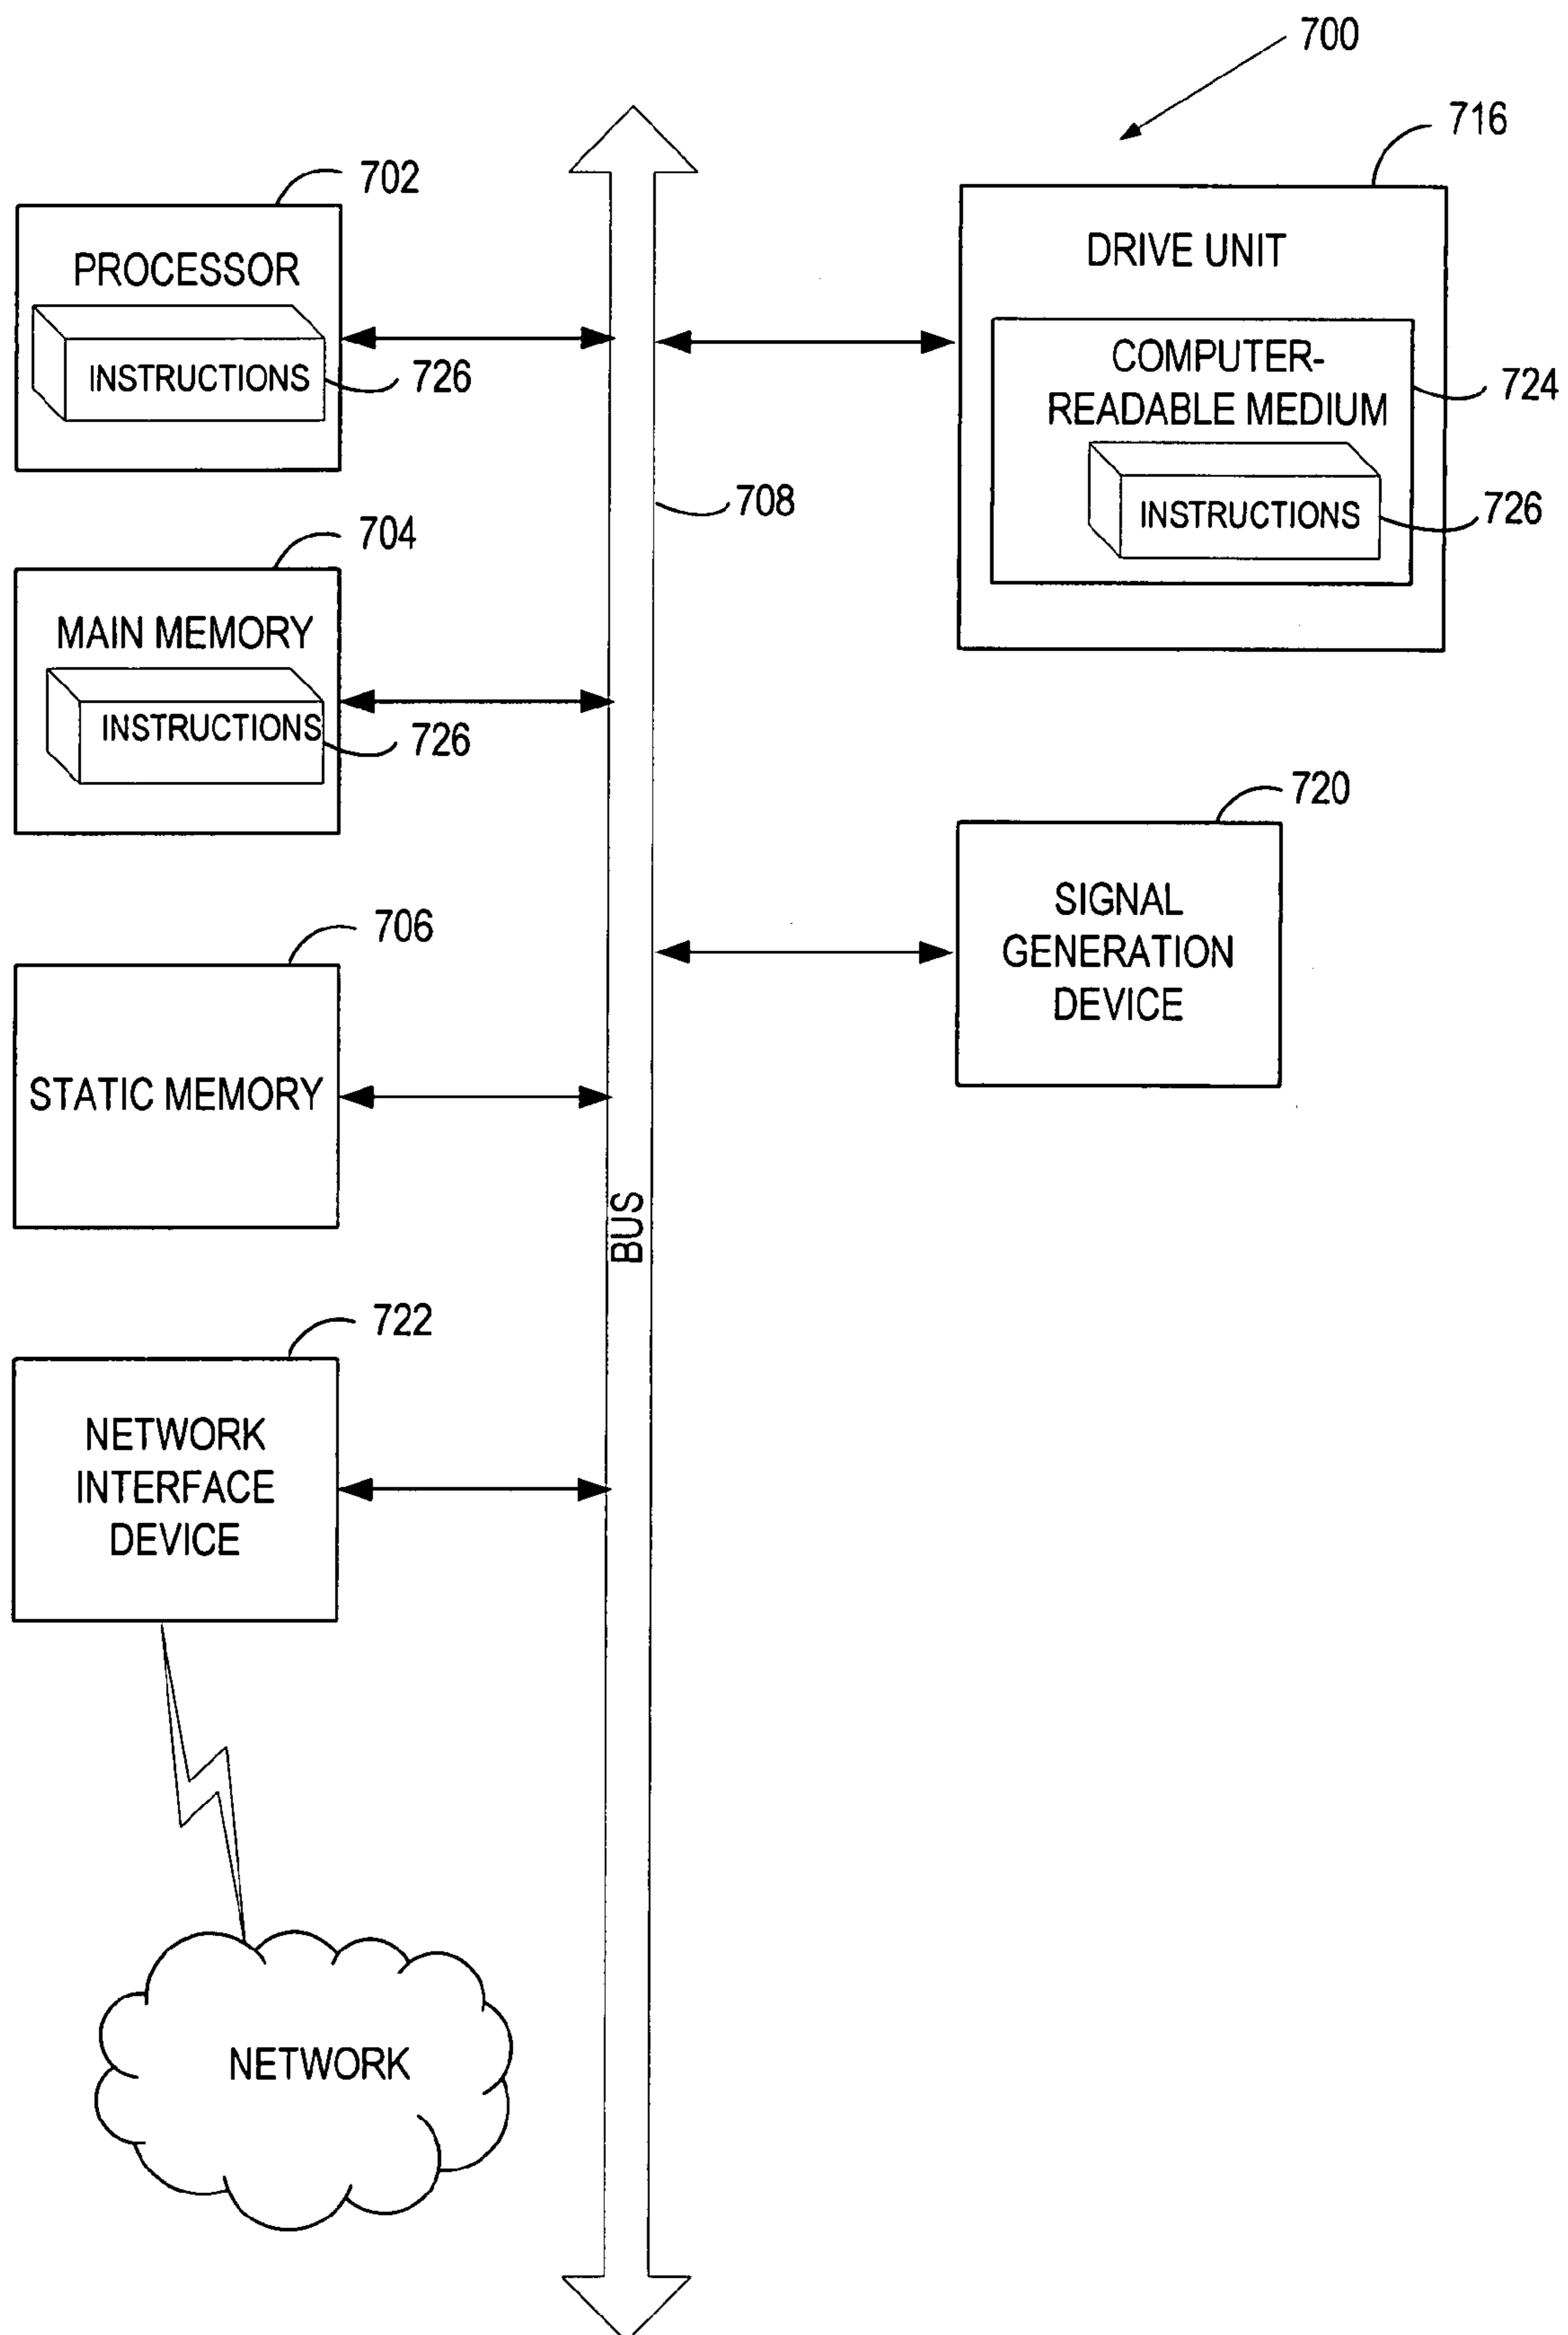 700
716
702
PROCESSOR
INSTRUCTIONS
726
DRIVE UNIT
COMPUTER-
READABLE MEDIUM
724
INSTRUCTIONS
726
708
704
MAIN MEMORY
INSTRUCTIONS
726
720
SIGNAL
GENERATION
DEVICE
706
STATIC MEMORY
BUS
722
NETWORK
INTERFACE
DEVICE
NETWORK